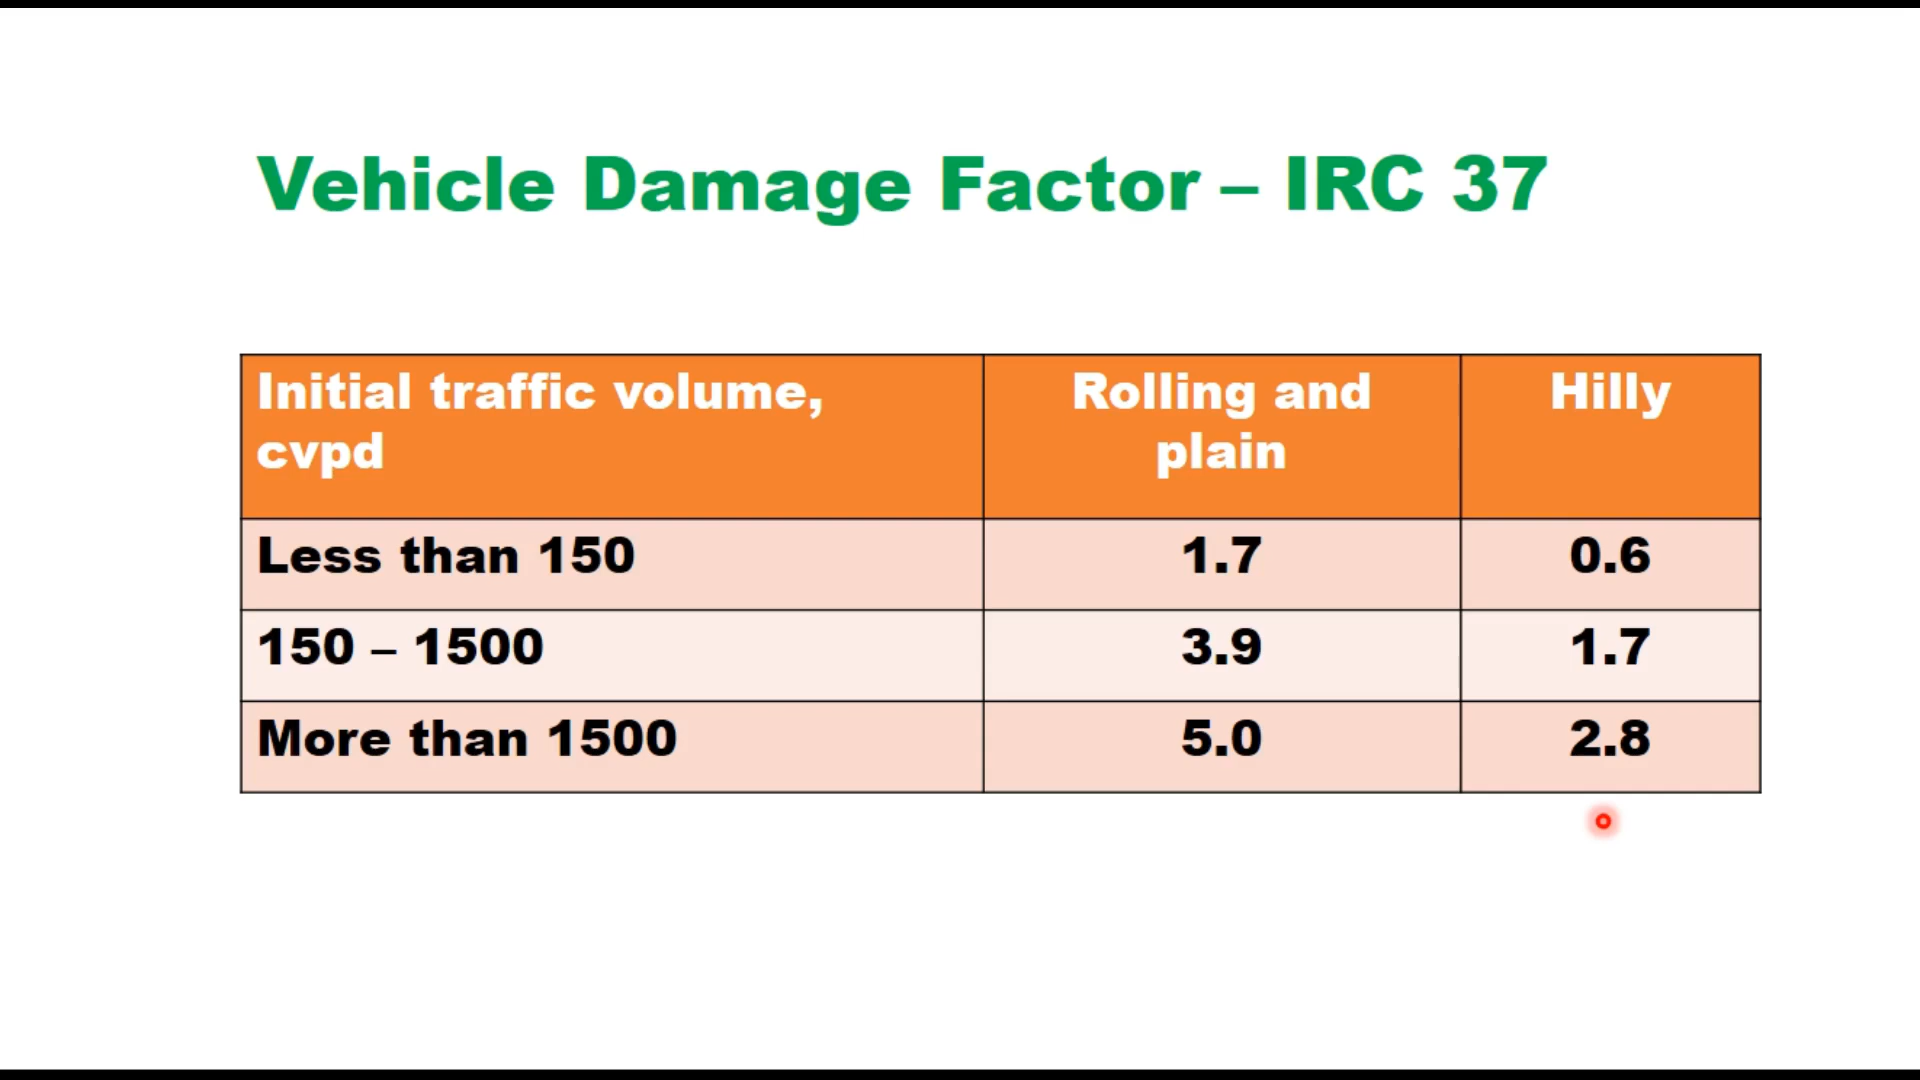 Vehicle Damage Factor – IRC 37
Initial traffic volume, cvpd
Rolling and plain
Hilly
Less than 150 1.7 0.6
150 – 1500 3.9 1.7
More than 1500 5.0 2.8